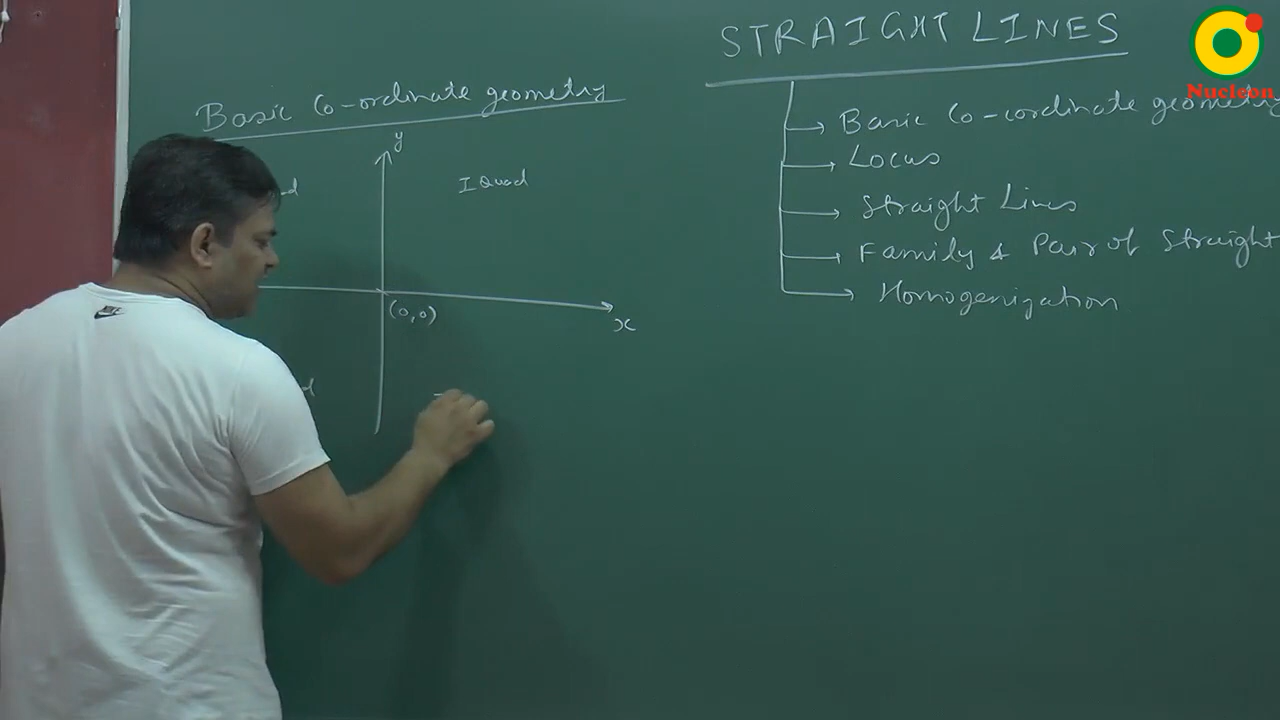 STRAIGHT LINES
Nucleon
Basic Co-ordinate geometry
Locus
Straight Lines
Family & Pair of Straight
Homogenization
Basic Co-ordinate geometry
y
I Quad
(0,0)
x